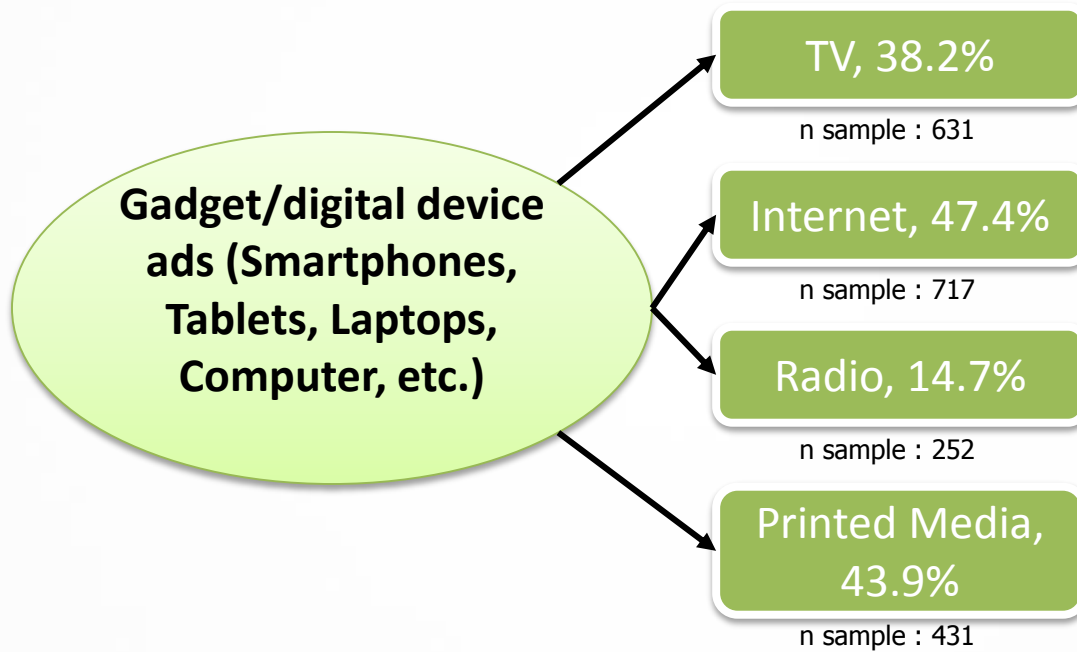 Gadget/digital device
ads (Smartphones,
Tablets, Laptops,
Computer, etc.)
TV, 38.2%
n sample : 631
Internet, 47.4%
n sample : 717
Radio, 14.7%
n sample : 252
Printed Media,
43.9%
n sample : 431